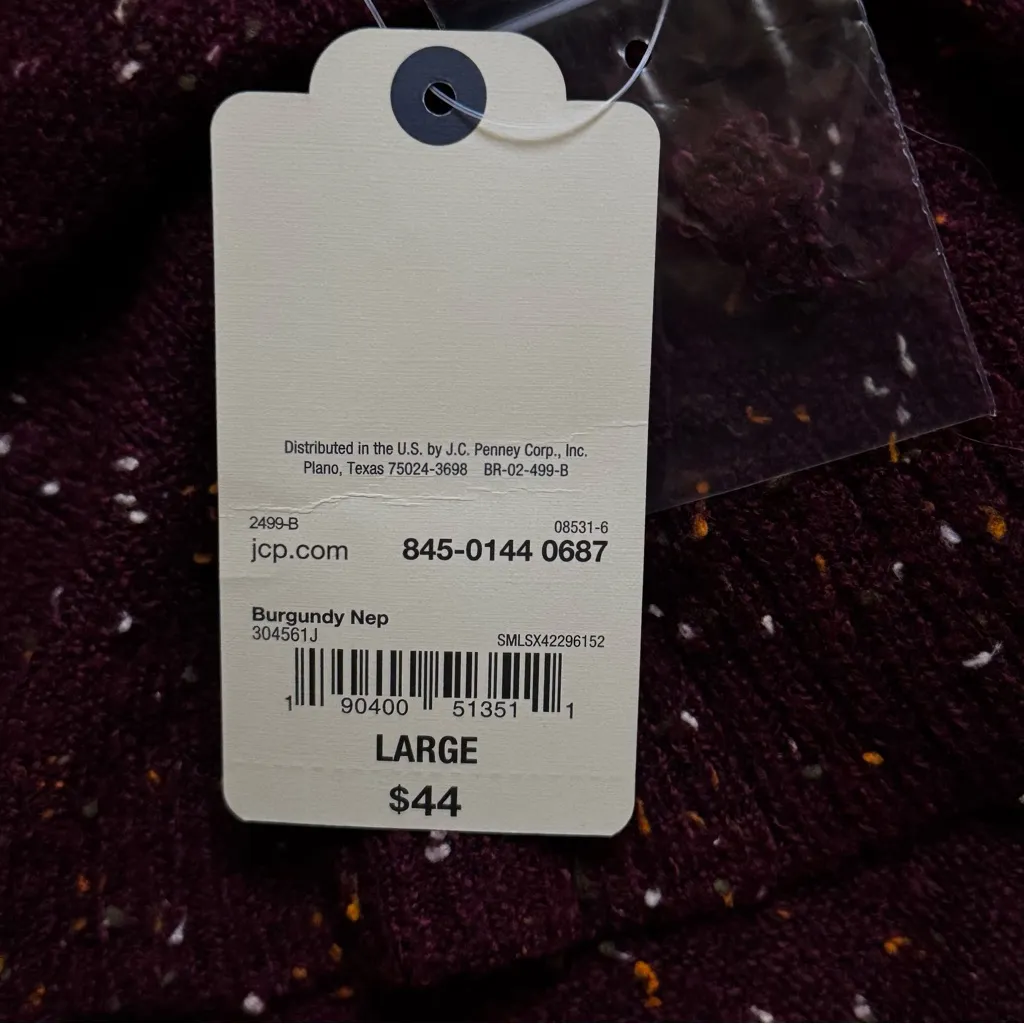 Distributed in the U.S. by J.C. Penney Corp., Inc.
Plano, Texas 75024-3698 BR-02-499-B
2499-B 08531-6
jcp.com 845-0144 0687
Burgundy Nep
304561J SMLSX42296152
1 90400 51351 1
LARGE
$44